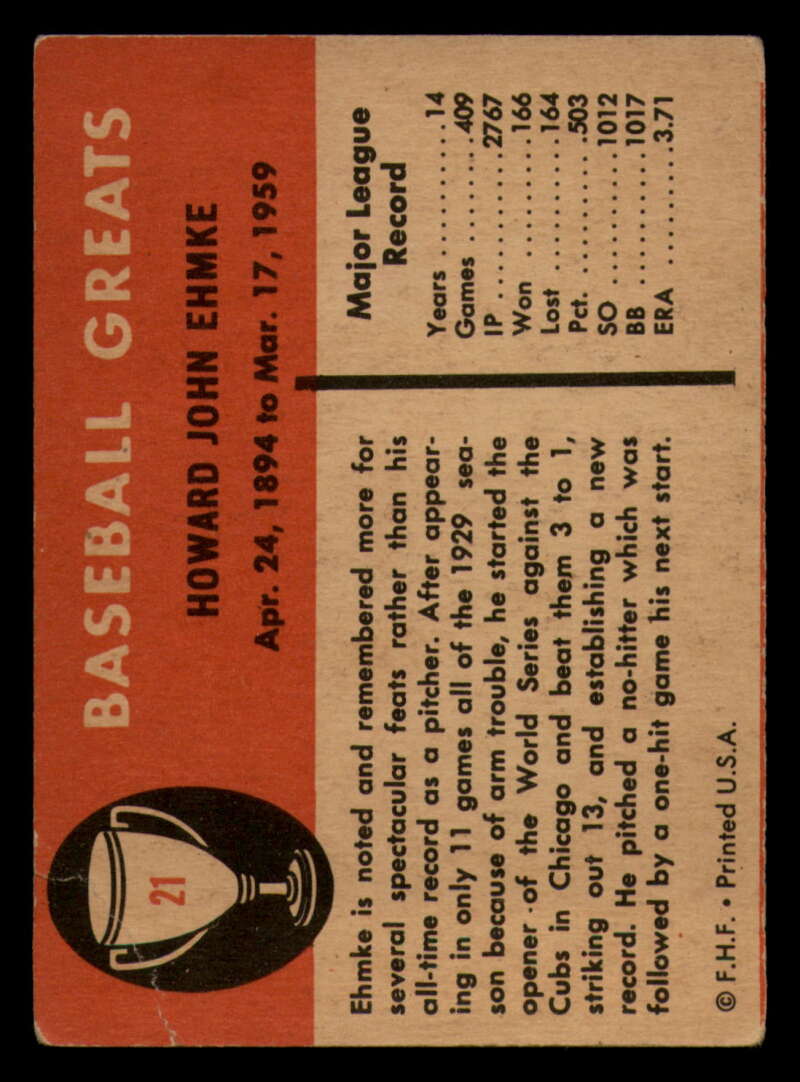 BASEBALL GREATS
21
HOWARD JOHN EHMKE
Apr. 24, 1894 to Mar. 17, 1959
Ehmke is noted and remembered more for
several spectacular feats rather than his
all-time record as a pitcher. After appear-
ing in only 11 games all of the 1929 sea-
son because of arm trouble, he started the
opener of the World Series against the
Cubs in Chicago and beat them 3 to 1,
striking out 13, and establishing a new
record. He pitched a no-hitter which was
followed by a one-hit game his next start.
Major League
Record
Years ............ 14
Games ........ 409
IP ............ 2767
Won .......... 166
Lost ........... 164
Pct. .......... .503
SO .......... 1012
BB .......... 1017
ERA .......... 3.71
© F.H.F. • Printed U.S.A.